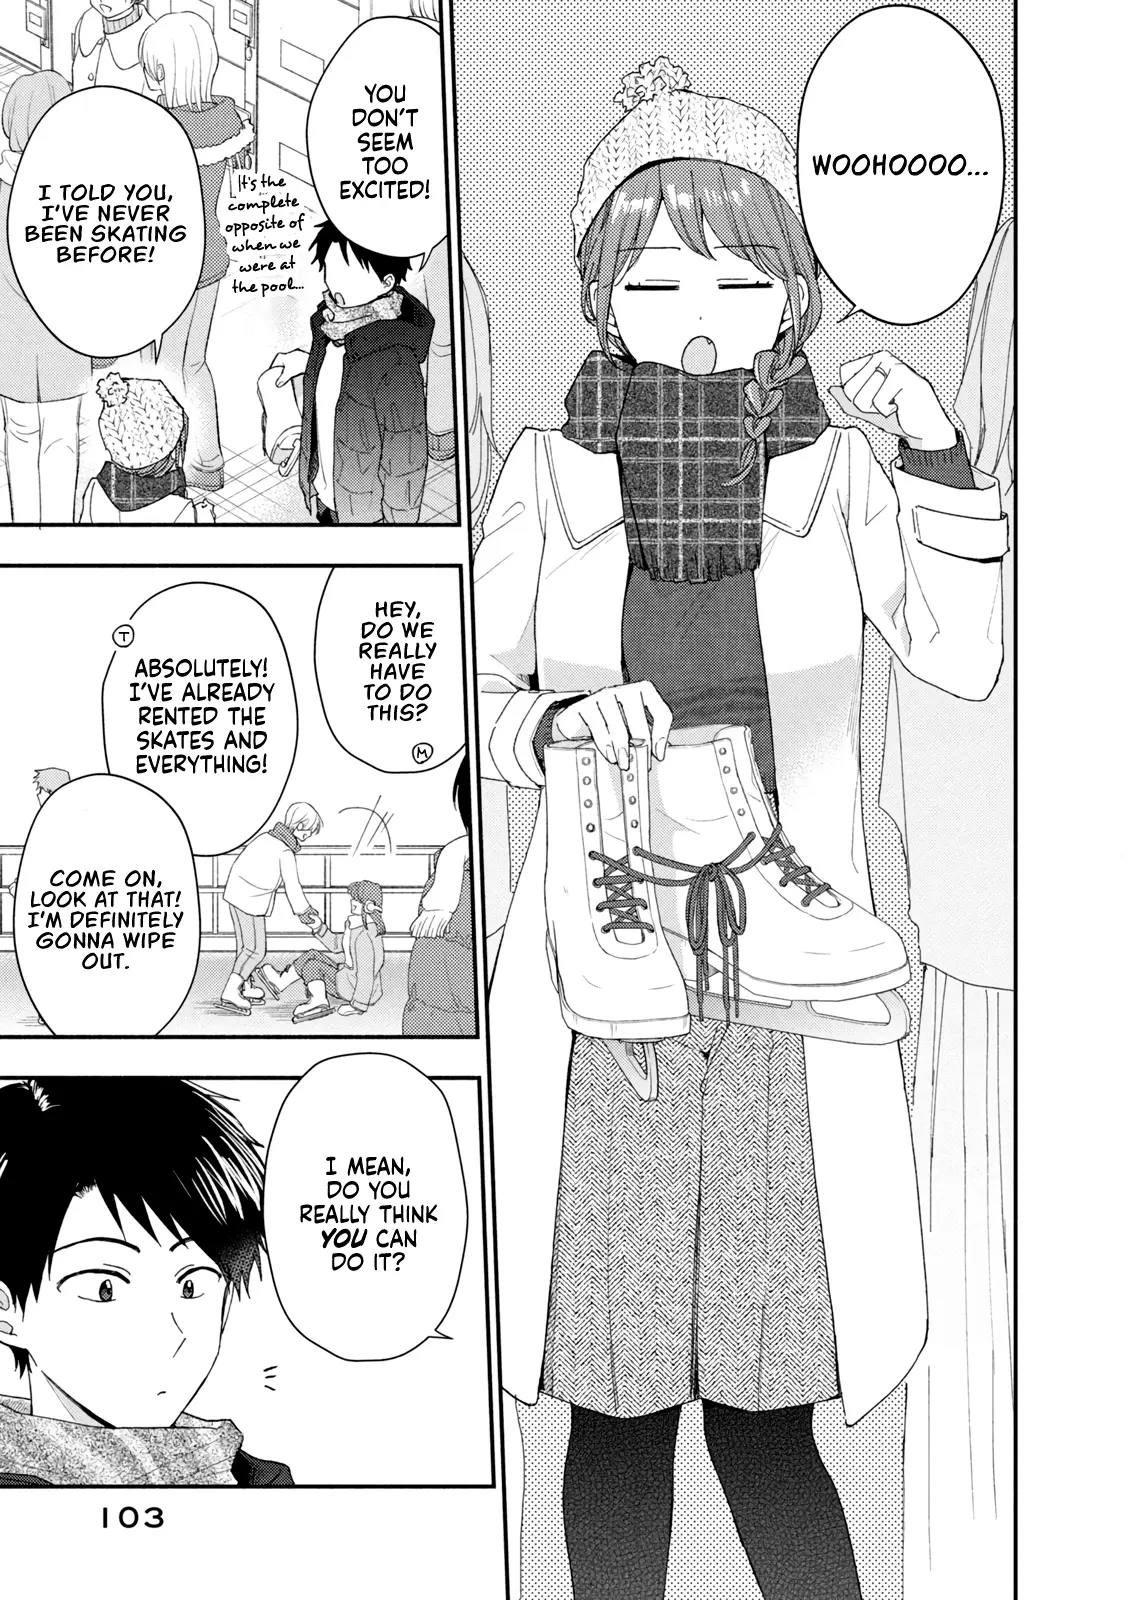 WOOHOOOO...
YOU
DON'T
SEEM
TOO
EXCITED!
It's the
complete
opposite of
when we
were at
the pool...
I TOLD YOU,
I'VE NEVER
BEEN SKATING
BEFORE!
HEY,
DO WE
REALLY
HAVE
TO DO
THIS?
M
T
ABSOLUTELY!
I'VE ALREADY
RENTED THE
SKATES AND
EVERYTHING!
COME ON,
LOOK AT THAT!
I'M DEFINITELY
GONNA WIPE
OUT.
I MEAN,
DO YOU
REALLY THINK
YOU CAN
DO IT?
103